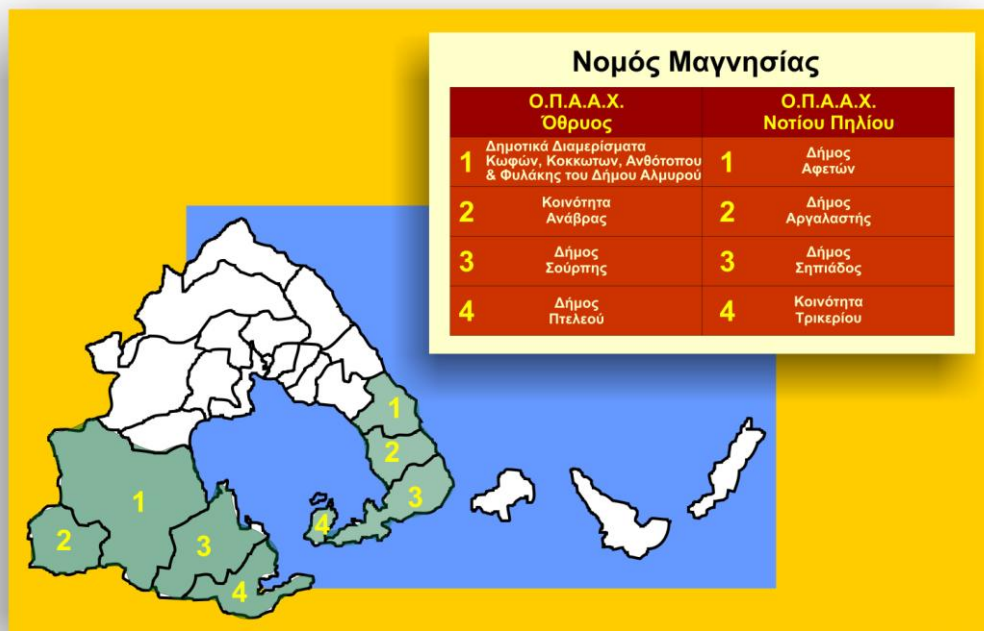 Νομός Μαγνησίας
Ο.Π.Α.Α.Χ.
Όθρυος
Ο.Π.Α.Α.Χ.
Νοτίου Πηλίου
1
Δημοτικά Διαμερίσματα
Κωφών, Κοκκωτων, Ανθότοπου
& Φυλάκης του Δήμου Αλμυρού
1
Δήμος
Αφετών
2
Κοινότητα
Ανάβρας
2
Δήμος
Αργαλαστής
3
Δήμος
Σούρπης
3
Δήμος
Σηπιάδος
4
Δήμος
Πτελεού
4
Κοινότητα
Τρικερίου
1
2
3
4
1
2
3
4